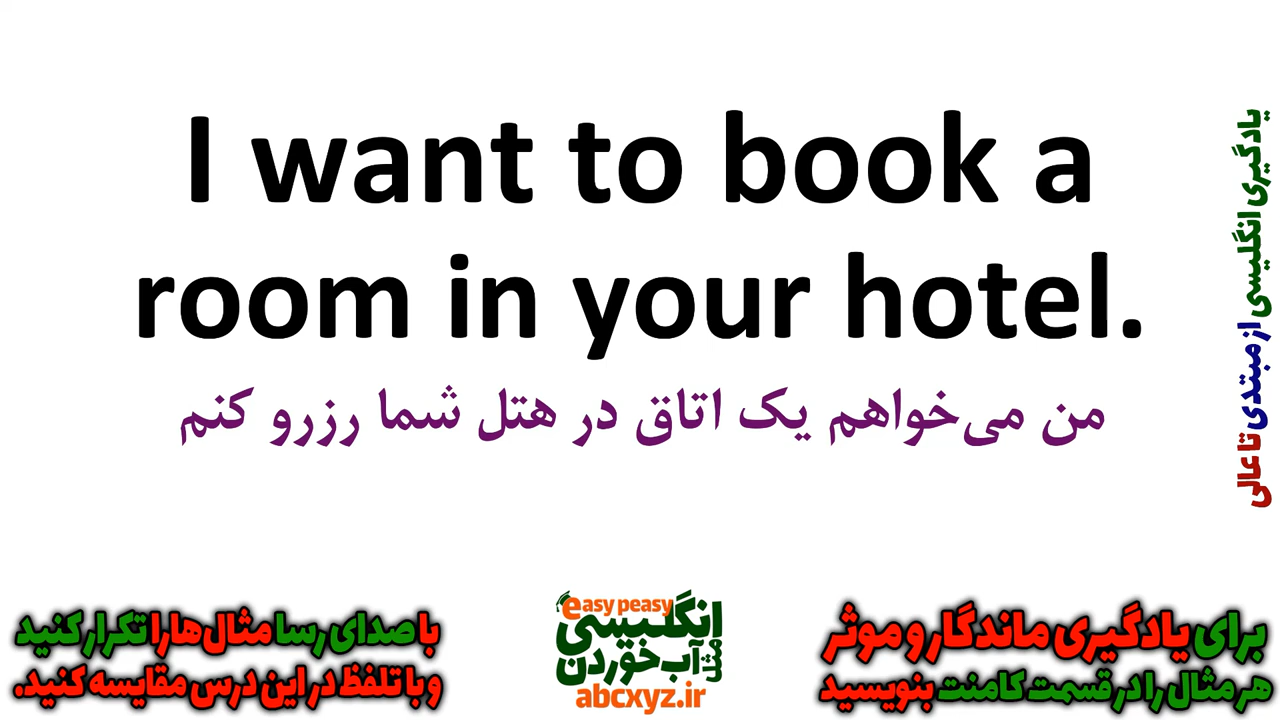 I want to book a
room in your hotel.
من می‌خواهم یک اتاق در هتل شما رزرو کنم
یادگیری انگلیسی از مبتدی تا عالی
با صدای رسا مثال‌ها را تکرار کنید
و با تلفظ در این درس مقایسه کنید.
easy peasy
انگلیسی
مثل آب خوردن
abcxyz.ir
برای یادگیری ماندگار و موثر
هر مثال را در قسمت کامنت بنویسید